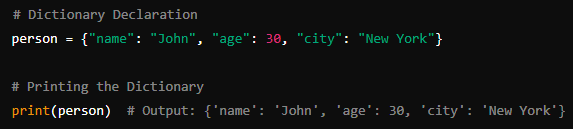 # Dictionary Declaration
person = {"name": "John", "age": 30, "city": "New York"}
# Printing the Dictionary
print(person)  # Output: {'name': 'John', 'age': 30, 'city': 'New York'}